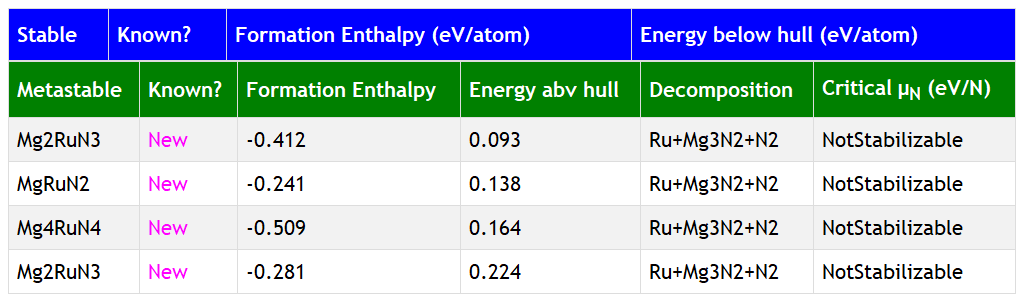 Stable Known? Formation Enthalpy (eV/atom) Energy below hull (eV/atom)
Metastable Known? Formation Enthalpy Energy abv hull Decomposition Critical μN (eV/N)
Mg2RuN3 New -0.412 0.093 Ru+Mg3N2+N2 NotStabilizable
MgRuN2 New -0.241 0.138 Ru+Mg3N2+N2 NotStabilizable
Mg4RuN4 New -0.509 0.164 Ru+Mg3N2+N2 NotStabilizable
Mg2RuN3 New -0.281 0.224 Ru+Mg3N2+N2 NotStabilizable